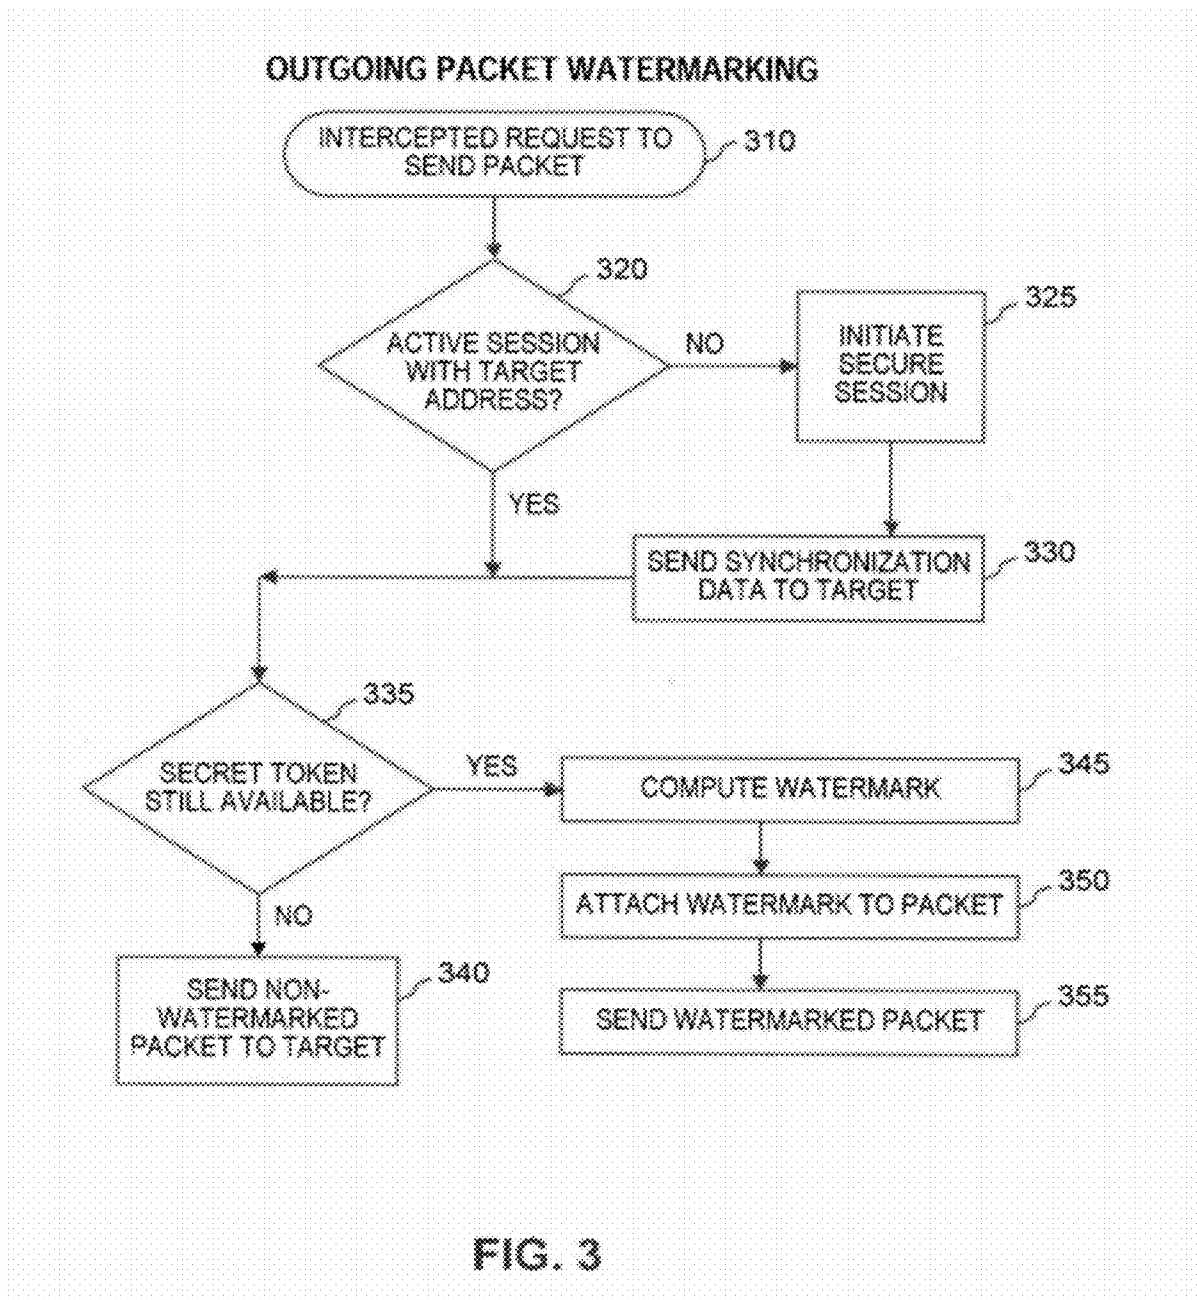 OUTGOING PACKET WATERMARKING
INTERCEPTED REQUEST TO
SEND PACKET
310
320
ACTIVE SESSION
WITH TARGET
ADDRESS?
NO
325
INITIATE
SECURE
SESSION
YES
330
SEND SYNCHRONIZATION
DATA TO TARGET
335
SECRET TOKEN
STILL AVAILABLE?
YES
345
COMPUTE WATERMARK
350
ATTACH WATERMARK TO PACKET
NO
340
SEND NON-
WATERMARKED
PACKET TO TARGET
355
SEND WATERMARKED PACKET
FIG. 3